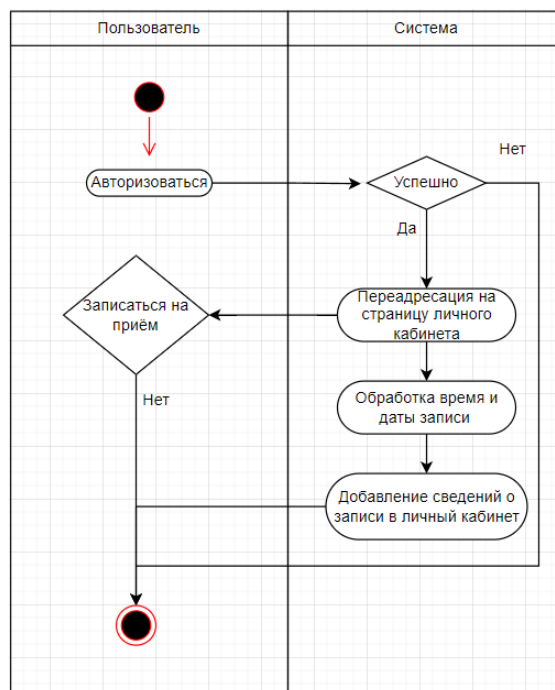 Пользователь
Система
Нет
Авторизоваться
Успешно
Да
Записаться на
приём
Переадресация на
страницу личного
кабинета
Нет
Обработка время и
даты записи
Добавление сведений о
записи в личный кабинет